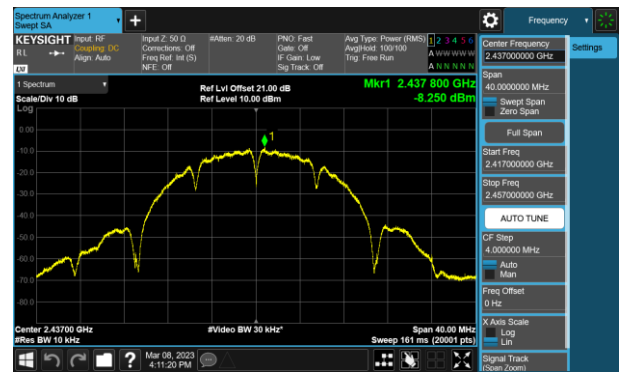 Spectrum Analyzer 1
Swept SA
Frequency
KEYSIGHT
RL
LXI
Input: RF
Coupling: DC
Align: Auto
Input Z: 50 Ω
Corrections: Off
Freq Ref: Int (S)
NFE: Off
#Atten: 20 dB
PNO: Fast
Gate: Off
IF Gain: Low
Sig Track: Off
Avg Type: Power (RMS)
Avg|Hold: 100/100
Trig: Free Run
1 2 3 4 5 6
A W W W W W
A N N N N N
1 Spectrum
Scale/Div 10 dB
Ref Lvl Offset 21.00 dB
Ref Level 10.00 dBm
Mkr1 2.437 800 GHz
-8.250 dBm
Log
1
0.00
-10.0
-20.0
-30.0
-40.0
-50.0
-60.0
-70.0
-80.0
Center 2.43700 GHz
#Res BW 10 kHz
#Video BW 30 kHz*
Span 40.00 MHz
Sweep 161 ms (20001 pts)
Mar 08, 2023
4:11:20 PM
Center Frequency
2.437000000 GHz
Span
40.0000000 MHz
Swept Span
Zero Span
Full Span
Start Freq
2.417000000 GHz
Stop Freq
2.457000000 GHz
AUTO TUNE
CF Step
4.000000 MHz
Auto
Man
Freq Offset
0 Hz
X Axis Scale
Log
Lin
Signal Track
(Span Zoom)
Settings